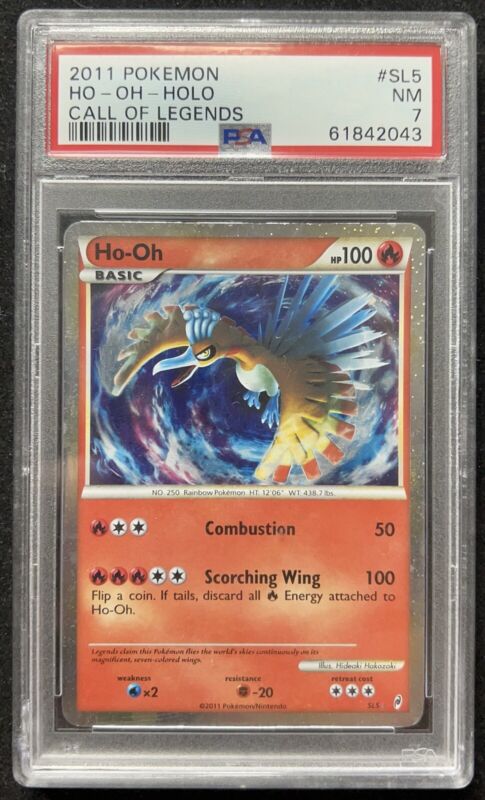 2011 POKEMON #SL5
HO - OH - HOLO NM
CALL OF LEGENDS 7
PSA 61842043
Ho-Oh HP100
BASIC
NO. 250 Rainbow Pokémon HT: 12'06" WT: 438.7 lbs.
Combustion 50
Scorching Wing 100
Flip a coin. If tails, discard all Energy attached to
Ho-Oh.
Legends claim this Pokémon flies the world's skies continuously on its
magnificent, seven-colored wings.
Illus. Hideaki Hakozaki
weakness resistance retreat cost
×2 -20
©2011 Pokémon/Nintendo SL5
PSA